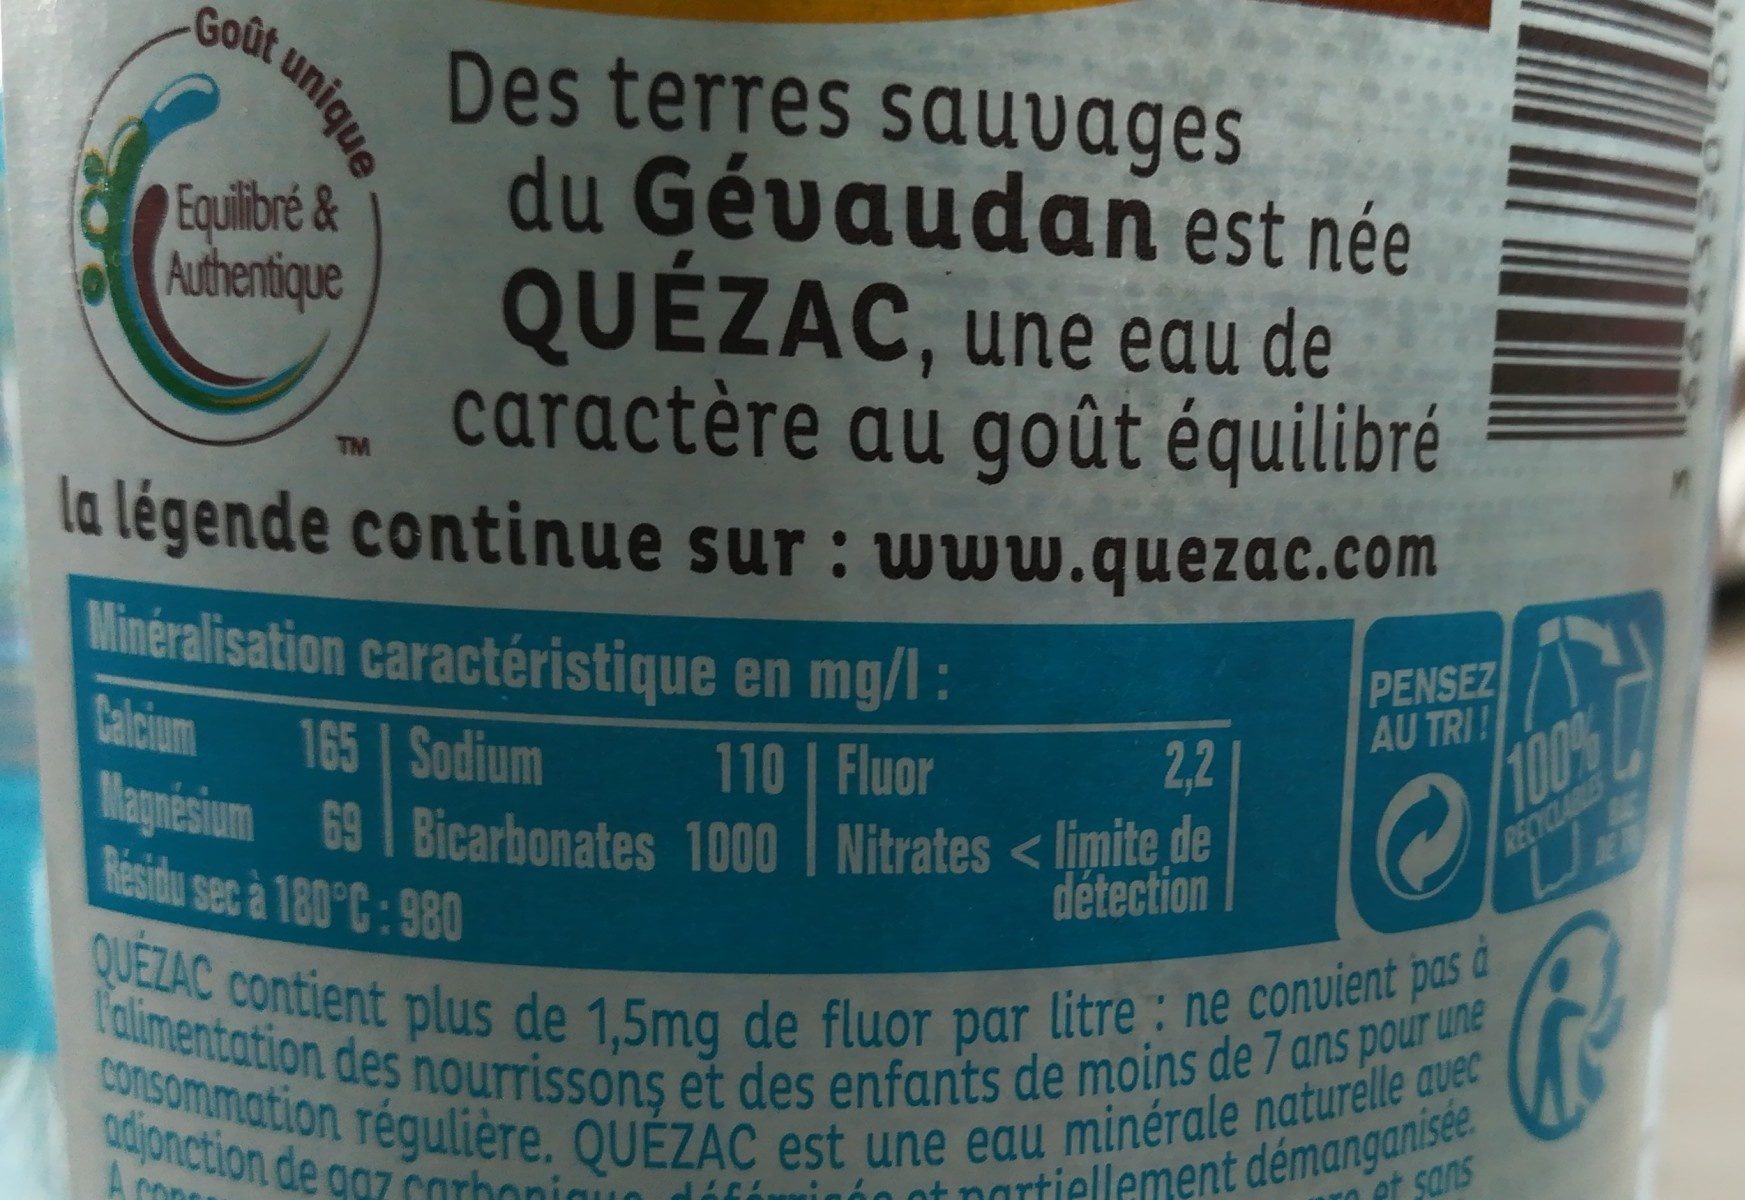 Goût unique
Equilibré &
Authentique
TM
Des terres sauvages
du Gévaudan est née
QUÉZAC, une eau de
caractère au goût équilibré
la légende continue sur : www.quezac.com
Minéralisation caractéristique en mg/l :
Calcium 165 | Sodium 110 | Fluor 2,2
Magnésium 69 | Bicarbonates 1000 | Nitrates < limite de
détection
Résidu sec à 180°C : 980
PENSEZ
AU TRI !
100%
RECYCLABLES
BAC
DE TRI
QUÉZAC contient plus de 1,5mg de fluor par litre : ne convient pas à
l'alimentation des nourrissons et des enfants de moins de 7 ans pour une
consommation régulière. QUÉZAC est une eau minérale naturelle avec
adjonction de gaz carbonique déferrisée et partiellement démanganisée.
et sans